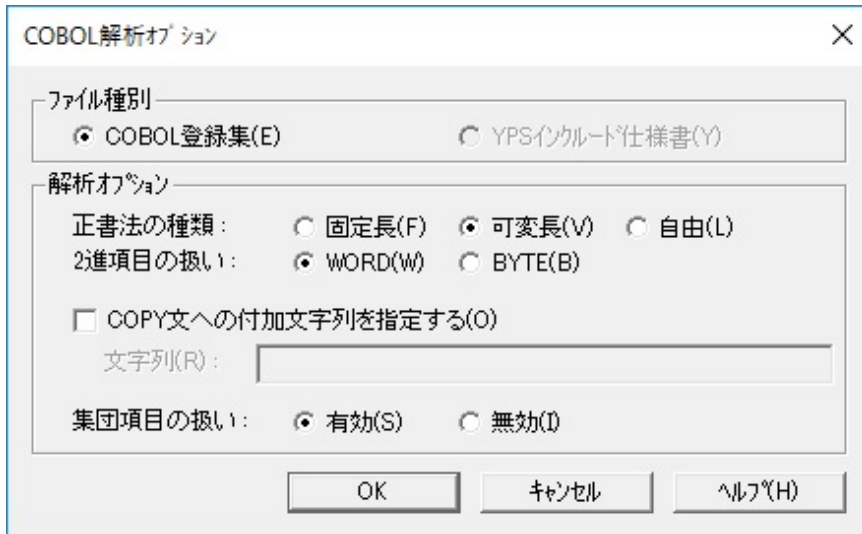 COBOL解析ｵﾌﾟｼｮﾝ
ﾌｧｲﾙ種別
COBOL登録集(E) YPSｲﾝｸﾙｰﾄﾞ仕様書(Y)
解析ｵﾌﾟｼｮﾝ
正書法の種類： 固定長(F) 可変長(V) 自由(L)
2進項目の扱い： WORD(W) BYTE(B)
COPY文への付加文字列を指定する(O)
文字列(R)：
集団項目の扱い： 有効(S) 無効(I)
OK ｷｬﾝｾﾙ ﾍﾙﾌﾟ(H)